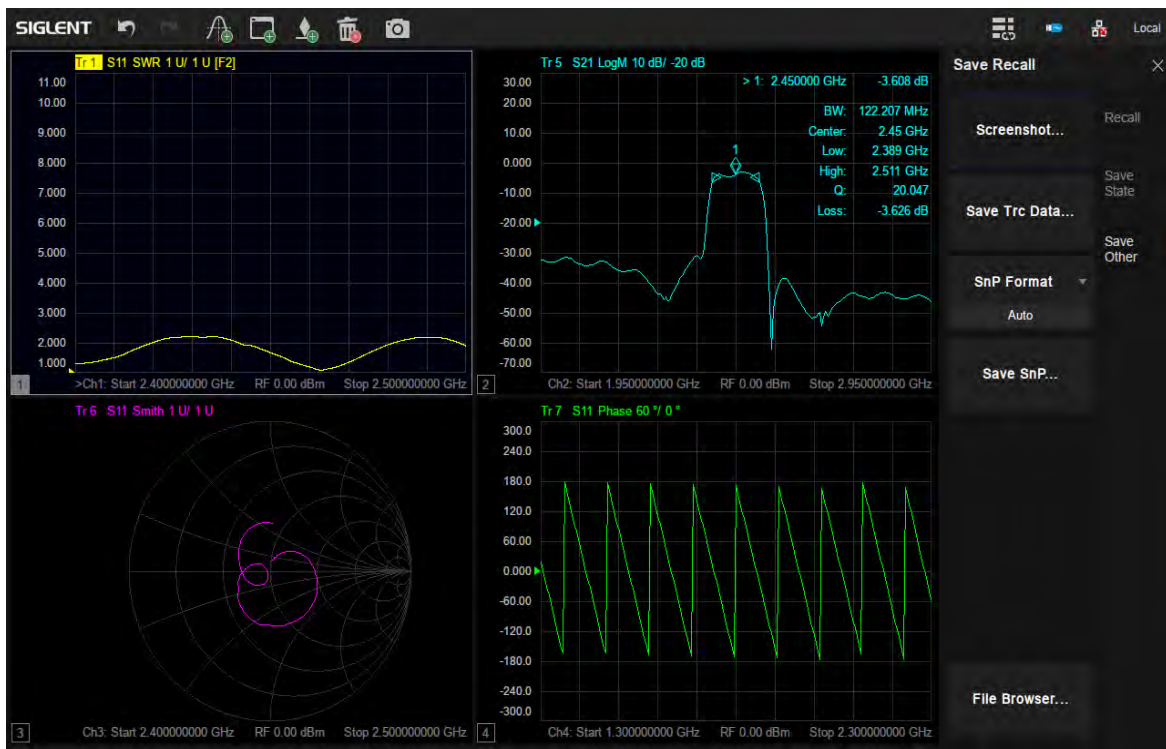 SIGLENT
Local
Tr 1 S11 SWR 1 U/ 1 U [F2]
11.00
10.00
9.000
8.000
7.000
6.000
5.000
4.000
3.000
2.000
1.000
1 >Ch1: Start 2.400000000 GHz RF 0.00 dBm Stop 2.500000000 GHz
Tr 5 S21 LogM 10 dB/ -20 dB
> 1: 2.450000 GHz -3.608 dB
BW: 122.207 MHz
Center: 2.45 GHz
Low: 2.389 GHz
High: 2.511 GHz
Q: 20.047
Loss: -3.626 dB
1
30.00
20.00
10.00
0.000
-10.00
-20.00
-30.00
-40.00
-50.00
-60.00
-70.00
2 Ch2: Start 1.950000000 GHz RF 0.00 dBm Stop 2.950000000 GHz
Tr 6 S11 Smith 1 U/ 1 U
3 Ch3: Start 2.400000000 GHz RF 0.00 dBm Stop 2.500000000 GHz
Tr 7 S11 Phase 60 °/ 0 °
300.0
240.0
180.0
120.0
60.00
0.000
-60.00
-120.0
-180.0
-240.0
-300.0
4 Ch4: Start 1.300000000 GHz RF 0.00 dBm Stop 2.300000000 GHz
Save Recall
Screenshot...
Save Trc Data...
SnP Format
Auto
Save SnP...
File Browser...
Recall
Save
State
Save
Other